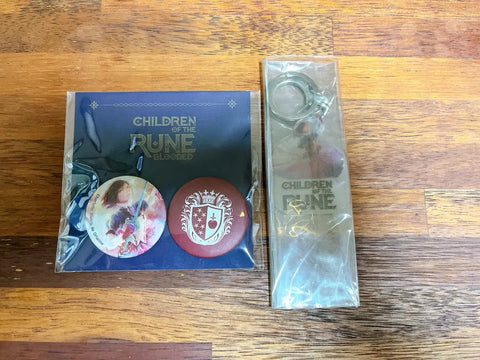 CHILDREN
OF THE
RUNE
BLOODED
CHILDREN
OF THE
RUNE